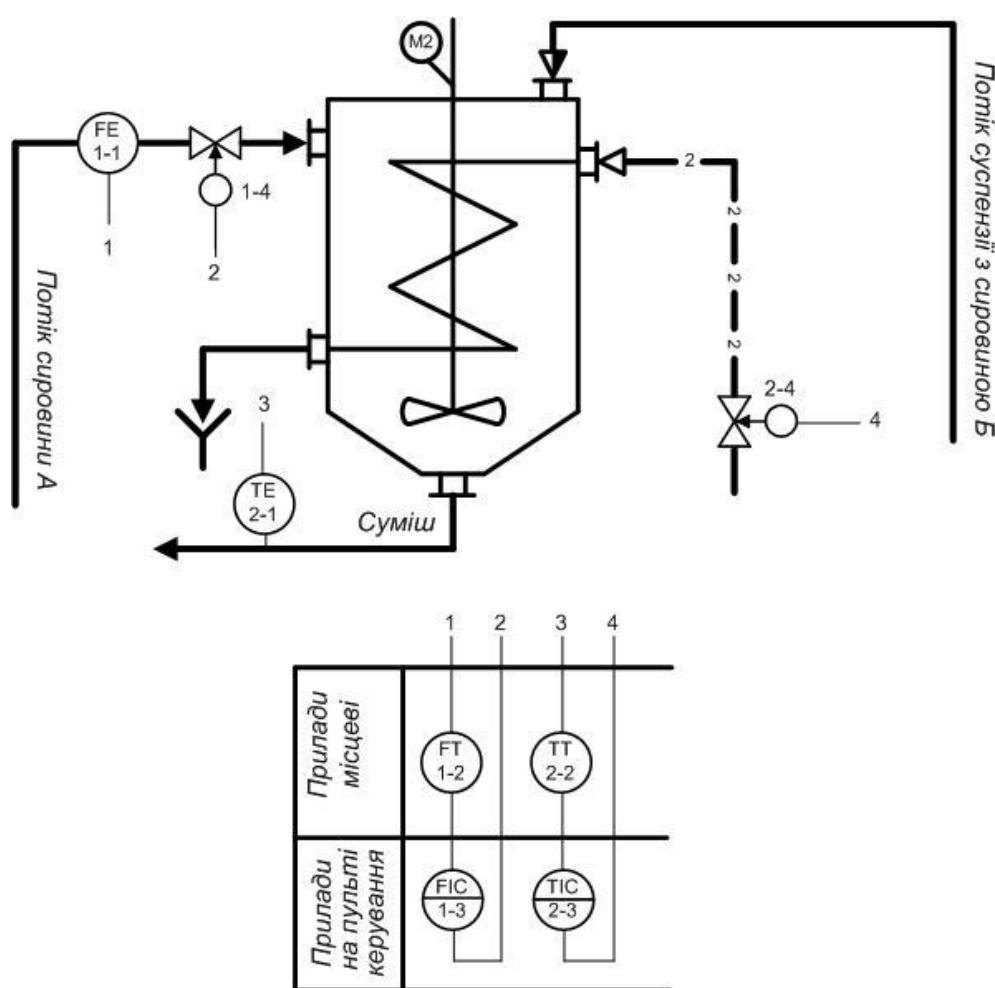 M2
FE
1-1
1-4
1
2
Потік сировини А
Потік суспензії з сировиною Б
2
2
2
2
2-4
4
3
TE
2-1
Суміш
1
2
3
4
Прилади
місцеві
FT
1-2
TT
2-2
Прилади
на пульті
керування
FIC
1-3
TIC
2-3